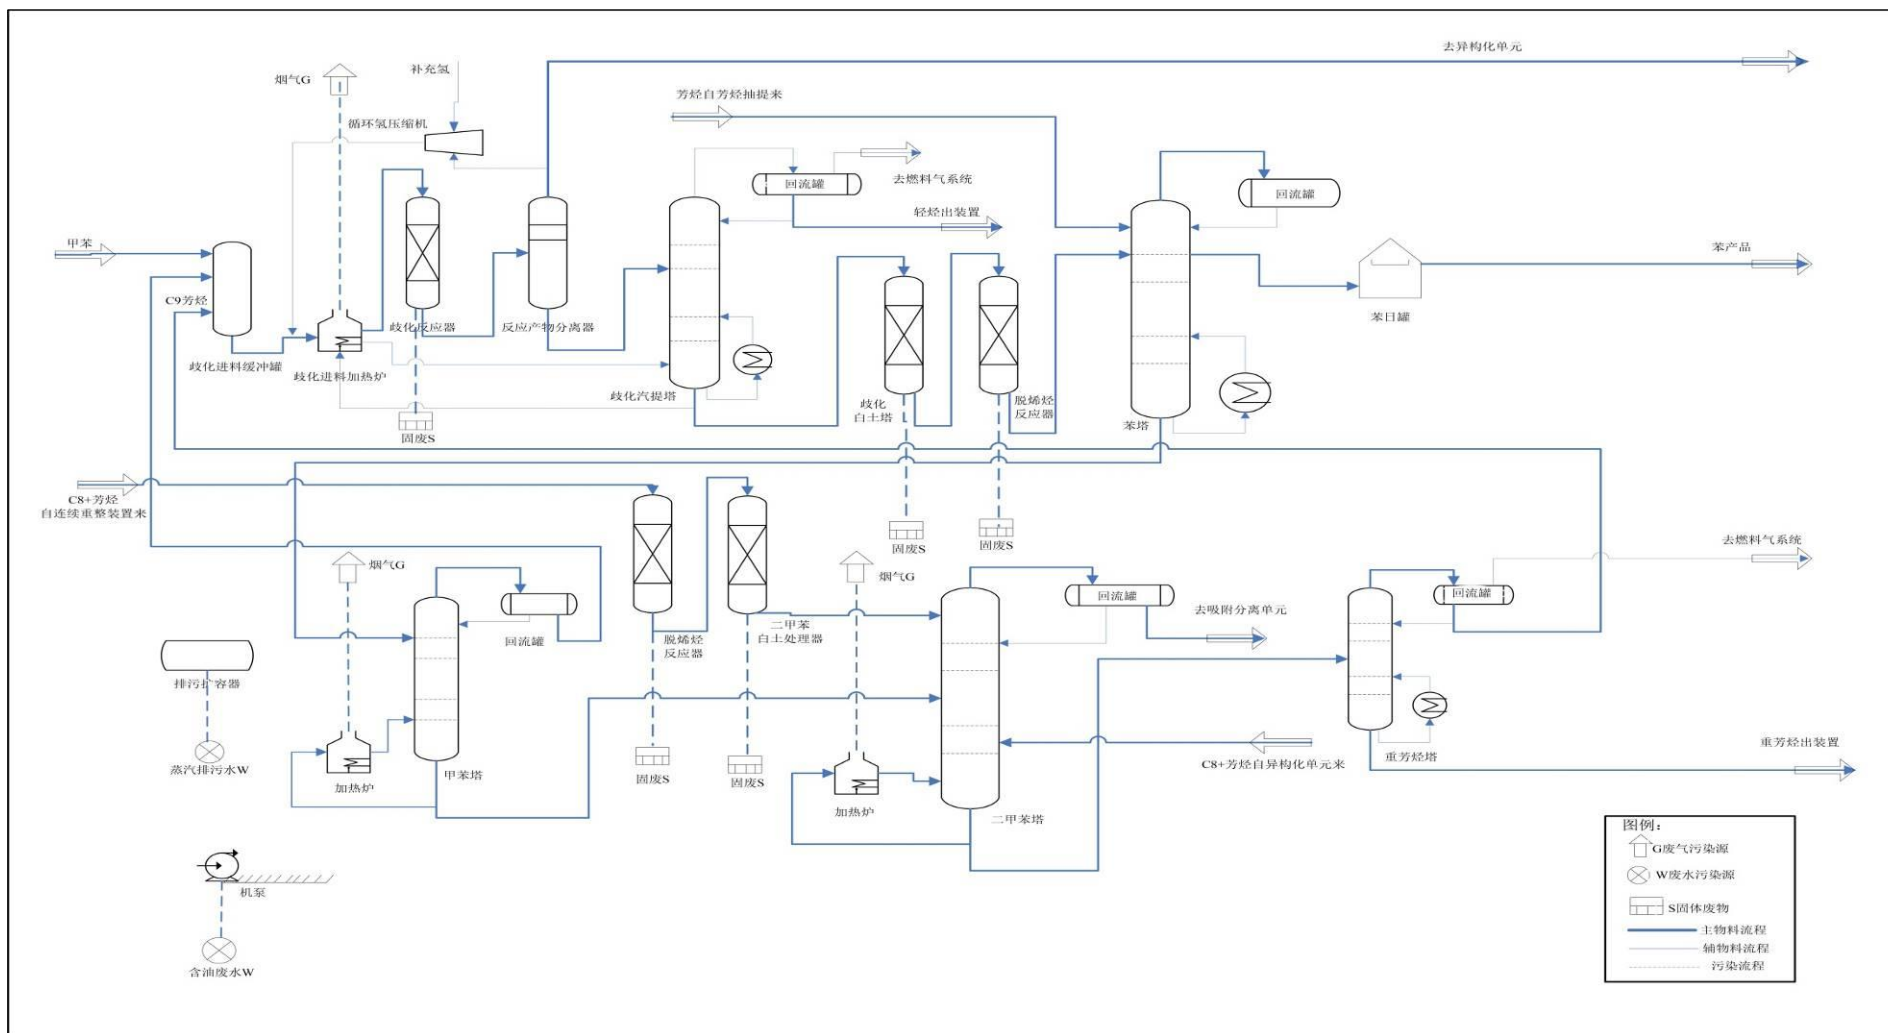 去异构化单元
烟气G
补充氢
芳烃自芳烃抽提来
循环氢压缩机
去燃料气系统
回流罐
回流罐
轻烃出装置
甲苯
苯产品
C9芳烃
歧化反应器
反应产物分离器
苯日罐
歧化进料缓冲罐
歧化进料加热炉
歧化汽提塔
歧化
白土塔
脱烯烃
反应器
苯塔
固废S
C8+芳烃
自连续重整装置来
固废S
固废S
去燃料气系统
烟气G
烟气G
回流罐
回流罐
去吸附分离单元
回流罐
脱烯烃
反应器
二甲苯
白土处理器
排污扩容器
重芳烃出装置
蒸汽排污水W
甲苯塔
加热炉
固废S
固废S
C8+芳烃自异构化单元来
重芳烃塔
加热炉
二甲苯塔
图例：
G废气污染源
W废水污染源
S固体废物
主物料流程
辅物料流程
污染流程
机泵
含油废水W